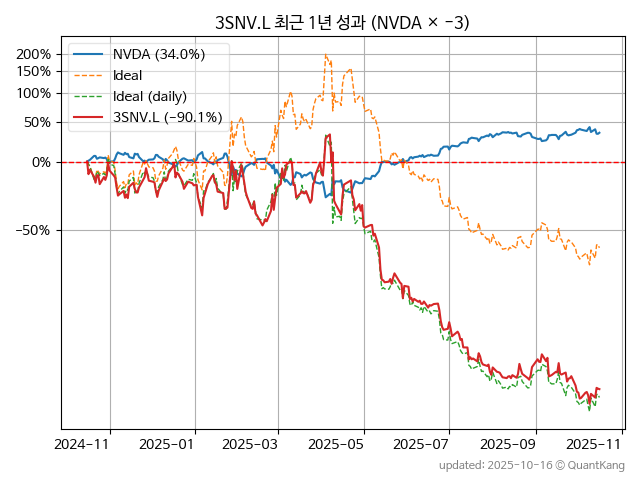 3SNV.L 최근 1년 성과 (NVDA × −3)
NVDA (34.0%)
Ideal
Ideal (daily)
3SNV.L (−90.1%)
200%
150%
100%
50%
0%
−50%
2024-11
2025-01
2025-03
2025-05
2025-07
2025-09
2025-11
updated: 2025-10-16 © QuantKang